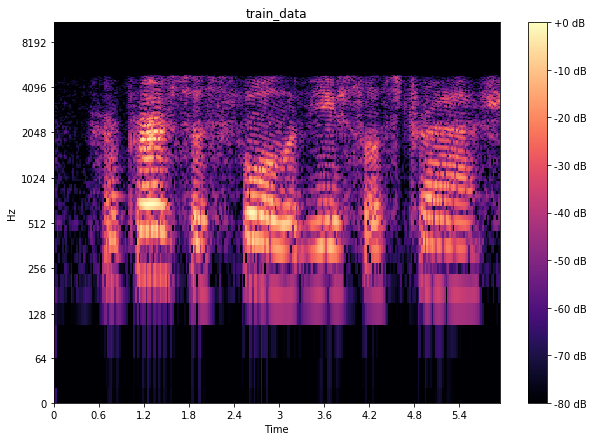 train_data
8192
4096
2048
1024
512
256
128
64
0
Hz
0 0.6 1.2 1.8 2.4 3 3.6 4.2 4.8 5.4
Time
+0 dB
-10 dB
-20 dB
-30 dB
-40 dB
-50 dB
-60 dB
-70 dB
-80 dB